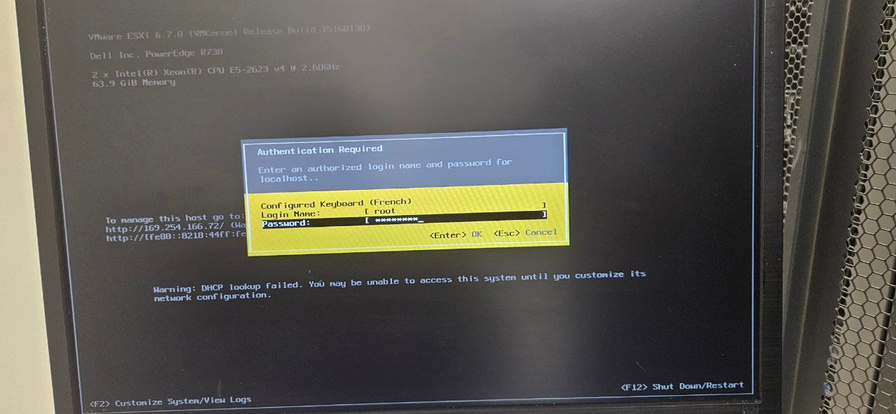 VMware ESXi 6.7.0 (VMKernel Release Build 15160138)
Dell Inc. PowerEdge R730
2 x Intel(R) Xeon(R) CPU E5-2623 v4 @ 2.60GHz
63.9 GiB Memory
Authentication Required
Enter an authorized login name and password for
localhost..
Configured Keyboard (French)
Login Name: [ root ]
Password: [ ********_ ]
<Enter> OK <Esc> Cancel
To manage this host go to:
http://169.254.166.72/ (Wa
http://[fe80::8218:44ff:fe
Warning: DHCP lookup failed. You may be unable to access this system until you customize its
network configuration.
<F2> Customize System/View Logs
<F12> Shut Down/Restart